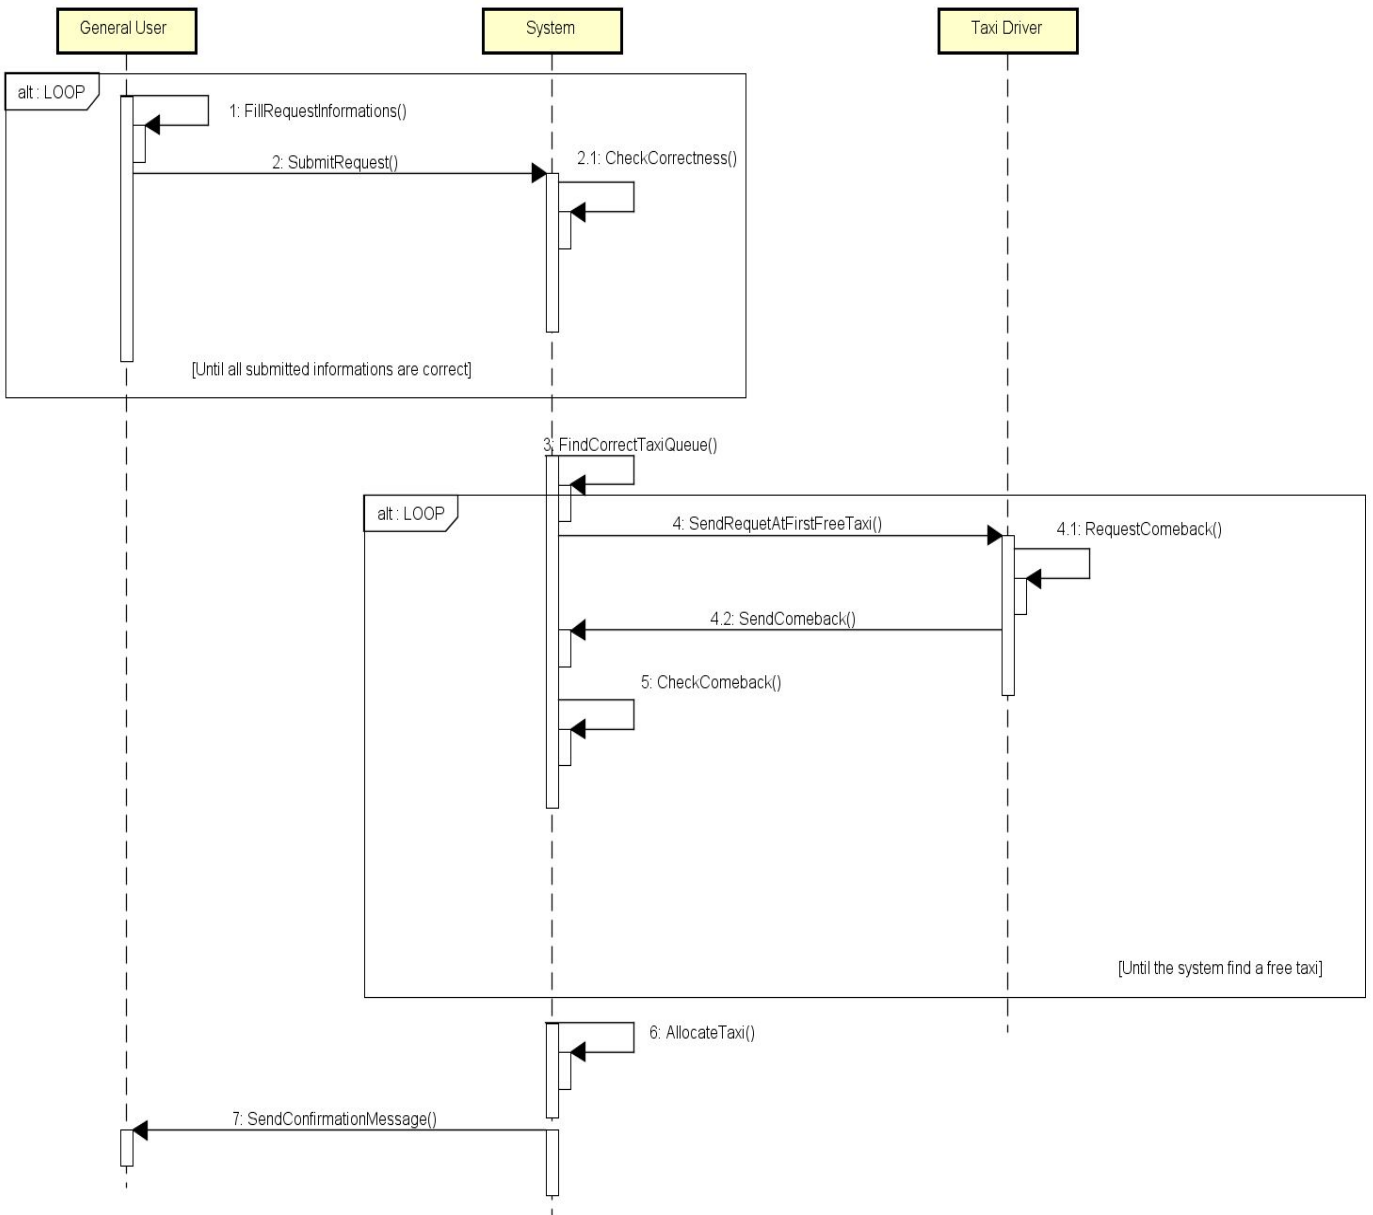 General User
System
Taxi Driver
alt : LOOP
1: FillRequestInformations()
2: SubmitRequest()
2.1: CheckCorrectness()
[Until all submitted informations are correct]
3: FindCorrectTaxiQueue()
alt : LOOP
4: SendRequetAtFirstFreeTaxi()
4.1: RequestComeback()
4.2: SendComeback()
5: CheckComeback()
[Until the system find a free taxi]
6: AllocateTaxi()
7: SendConfirmationMessage()